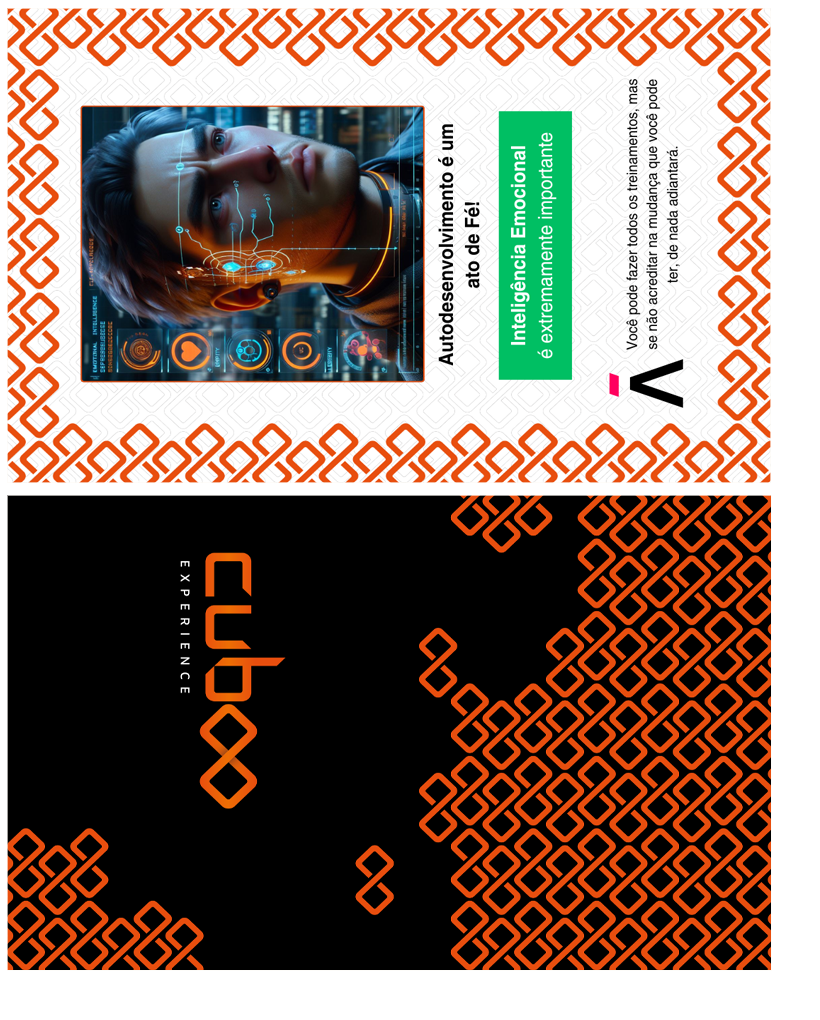 EMOTIONAL INTELLIGENCE
Autodesenvolvimento é um
ato de Fé!
Inteligência Emocional
é extremamente importante
Você pode fazer todos os treinamentos, mas
se não acreditar na mudança que você pode
ter, de nada adiantará.
V
cub
EXPERIENCE